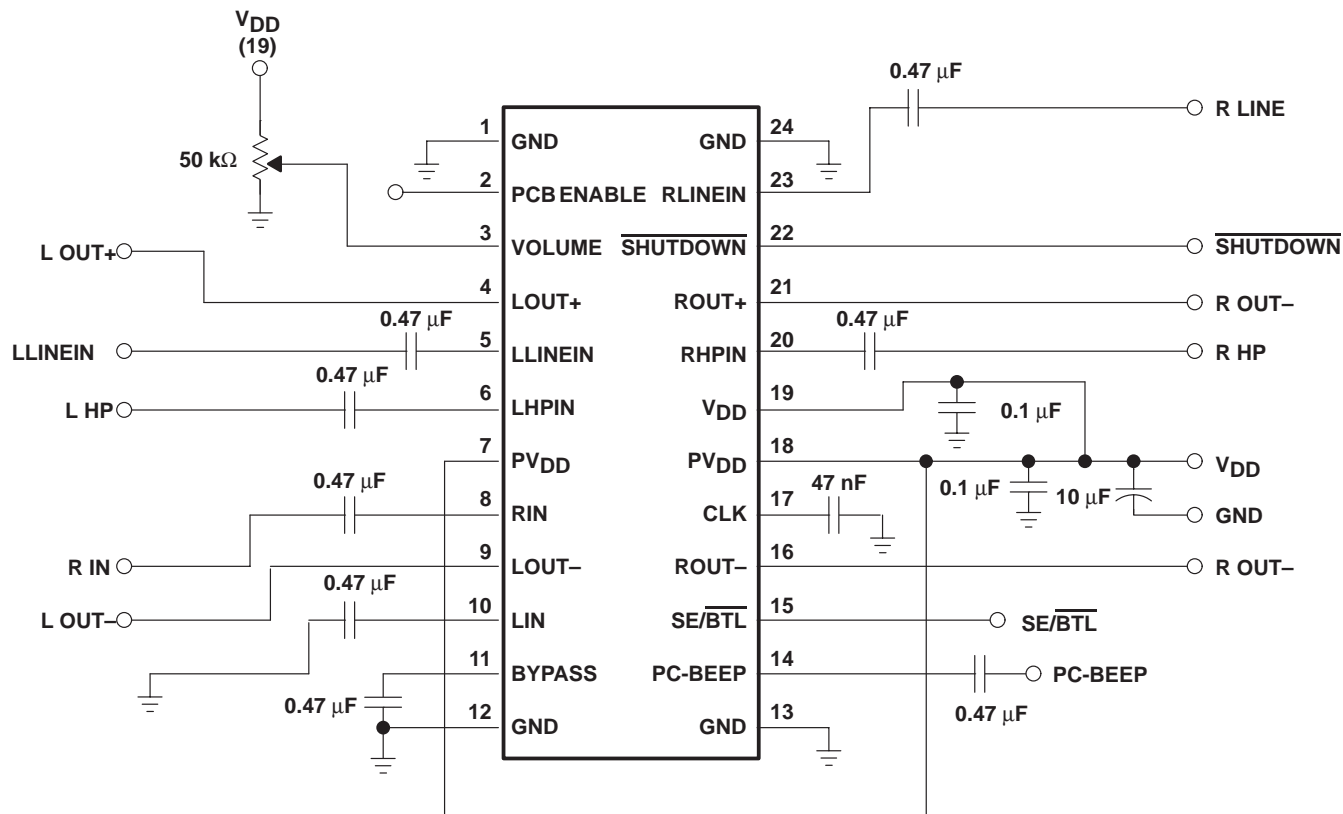 VDD
(19)
50 kΩ
0.47 μF
R LINE
1
GND
GND
24
2
PCB ENABLE
RLINEIN
23
3
VOLUME
SHUTDOWN
22
SHUTDOWN
L OUT+
4
LOUT+
ROUT+
21
R OUT–
LLINEIN
0.47 μF
5
LLINEIN
RHPIN
20
0.47 μF
R HP
L HP
0.47 μF
6
LHPIN
VDD
19
0.1 μF
7
PVDD
PVDD
18
VDD
0.1 μF
10 μF
GND
0.47 μF
8
RIN
CLK
17
47 nF
R IN
9
LOUT–
ROUT–
16
R OUT–
L OUT–
0.47 μF
10
LIN
SE/BTL
15
SE/BTL
11
BYPASS
PC-BEEP
14
PC-BEEP
0.47 μF
0.47 μF
12
GND
GND
13